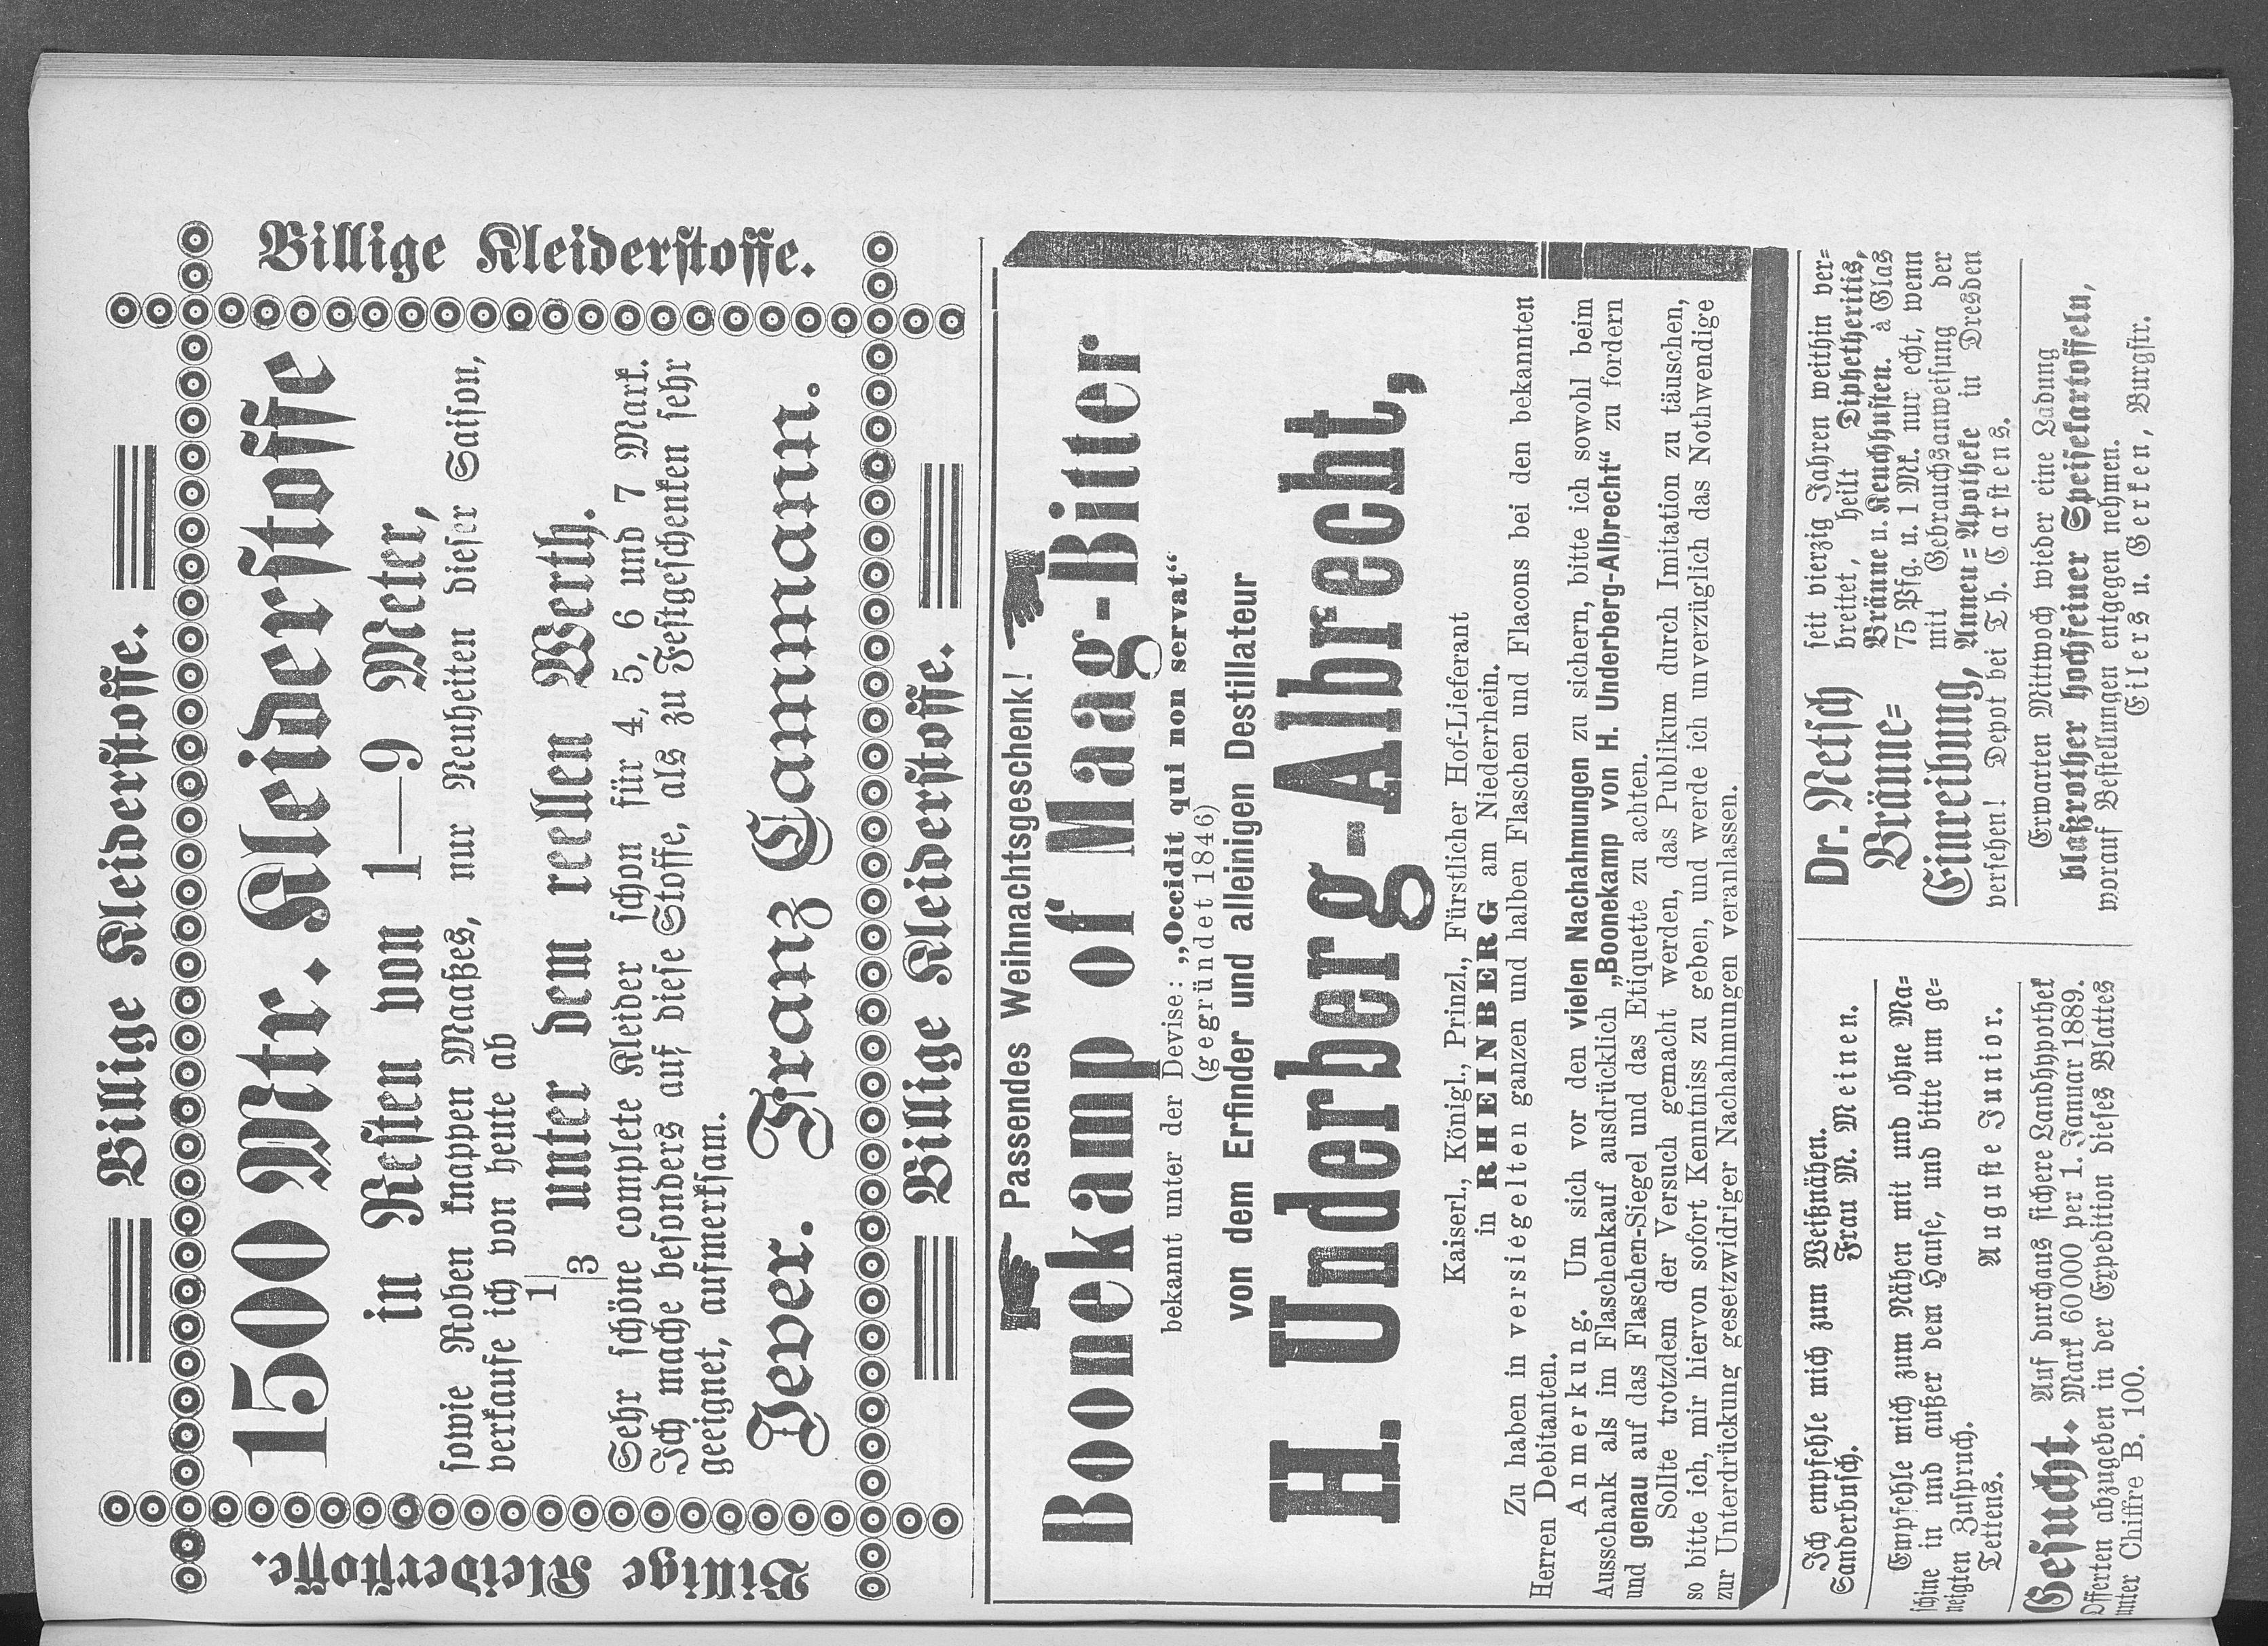 Billige Kleiderstoffe.
Billige Kleiderstoffe.
1500 Mtr. Kleiderstoffe
in Resten von 1—9 Meter,
sowie Roben knappen Maaßes, nur Neuheiten dieser Saison,
verkaufe ich von heute ab
1/3 unter dem reellen Werth.
Sehr schöne complete Kleider schon für 4, 5, 6 und 7 Mark.
Ich mache besonders auf diese Stoffe, als zu Festgeschenken sehr
geeignet, aufmerksam.
Jever. Franz Cammann.
Billige Kleiderstoffe.
Billige Kleiderstoffe.
Passendes Weihnachtsgeschenk!
Boonekamp of Maag-Bitter
bekannt unter der Devise: „Occidit qui non servat“
(gegründet 1846)
von dem Erfinder und alleinigen Destillateur
H. Underberg-Albrecht,
Kaiserl., Königl., Prinzl., Fürstlicher Hof-Lieferant
in RHEINBERG am Niederrhein.
Zu haben in versiegelten ganzen und halben Flaschen und Flacons bei den bekannten
Herren Debitanten.
Anmerkung. Um sich vor den vielen Nachahmungen zu sichern, bitte ich sowohl beim
Ausschank als im Flaschenkauf ausdrücklich „Boonekamp von H. Underberg-Albrecht“ zu fordern
und genau auf das Flaschen-Siegel und das Etiquette zu achten.
Sollte trotzdem der Versuch gemacht werden, das Publikum durch Imitation zu täuschen,
so bitte ich, mir hiervon sofort Kenntniss zu geben, und werde ich unverzüglich das Nothwendige
zur Unterdrückung gesetzwidriger Nachahmungen veranlassen.
Ich empfehle mich zum Weißnähen.
Sanderbusch. Frau M. Meinen.
Empfehle mich zum Nähen mit und ohne Ma=
schine in und außer dem Hause, und bitte um ge=
neigten Zuspruch.
Tettens. Auguste Junior.
Gesucht. Auf durchaus sichere Landhypothek
Mark 60000 per 1. Januar 1889.
Offerten abzugeben in der Expedition dieses Blattes
unter Chiffre B. 100.
Dr. Netsch
Bräune=
Einreibung,
seit vierzig Jahren weithin ver=
breitet, heilt Diphetheritis,
Bräune u. Keuchhusten. à Glas
75 Pfg. u. 1 Mk. nur echt, wenn
mit Gebrauchsanweisung der
Annen=Apotheke in Dresden
versehen! Depot bei Th. Carstens.
Erwarten Mittwoch wieder eine Ladung
blaßrother hochfeiner Speisekartoffeln,
worauf Bestellungen entgegen nehmen.
Eilers u. Gerken, Burgstr.